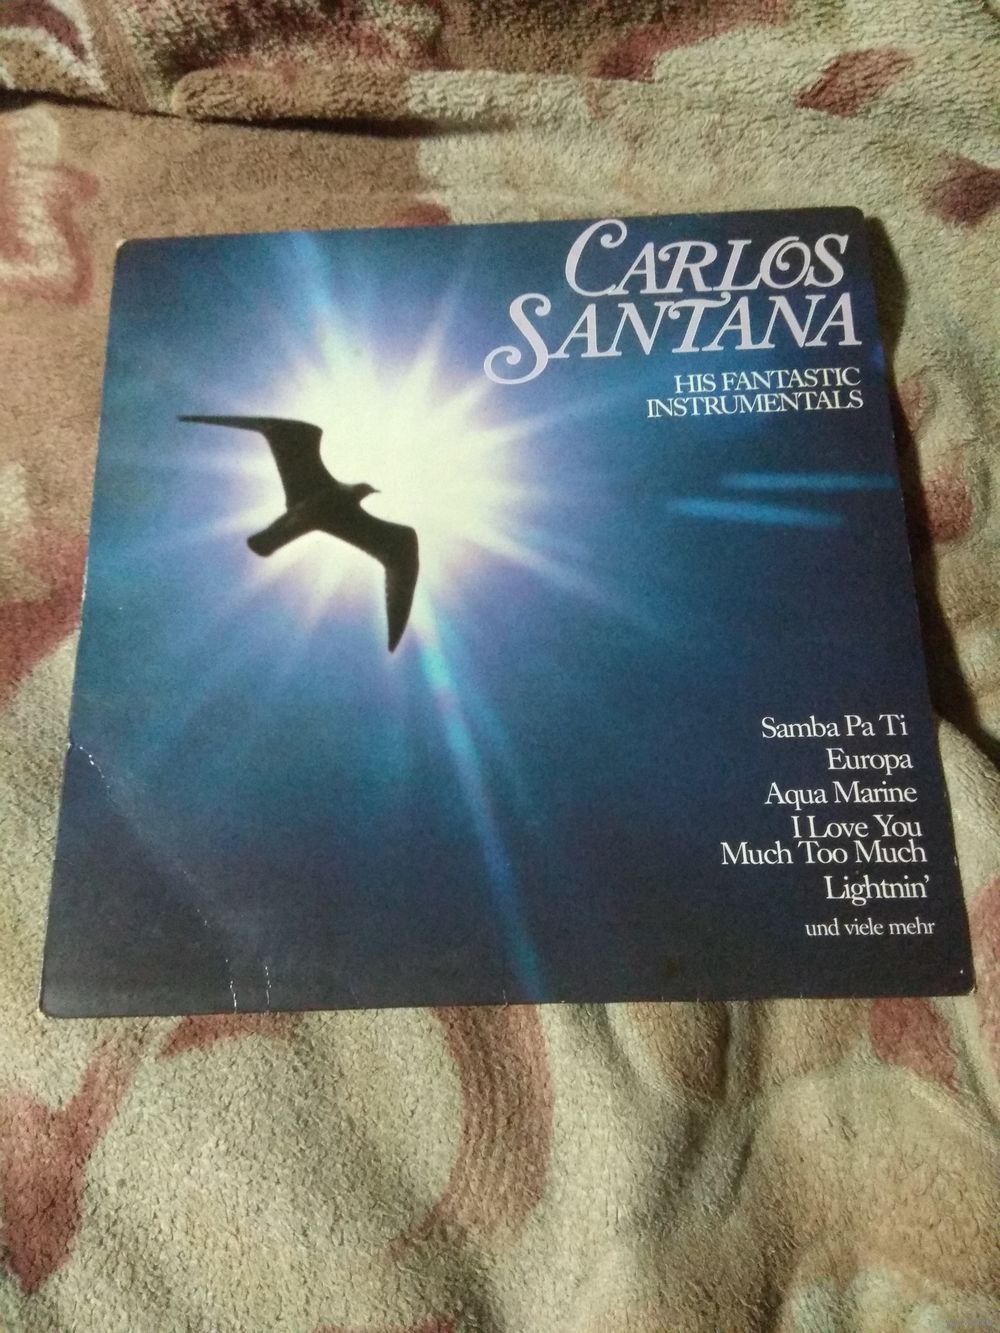 CARLOS
SANTANA
HIS FANTASTIC
INSTRUMENTALS
Samba Pa Ti
Europa
Aqua Marine
I Love You
Much Too Much
Lightnin'
und viele mehr